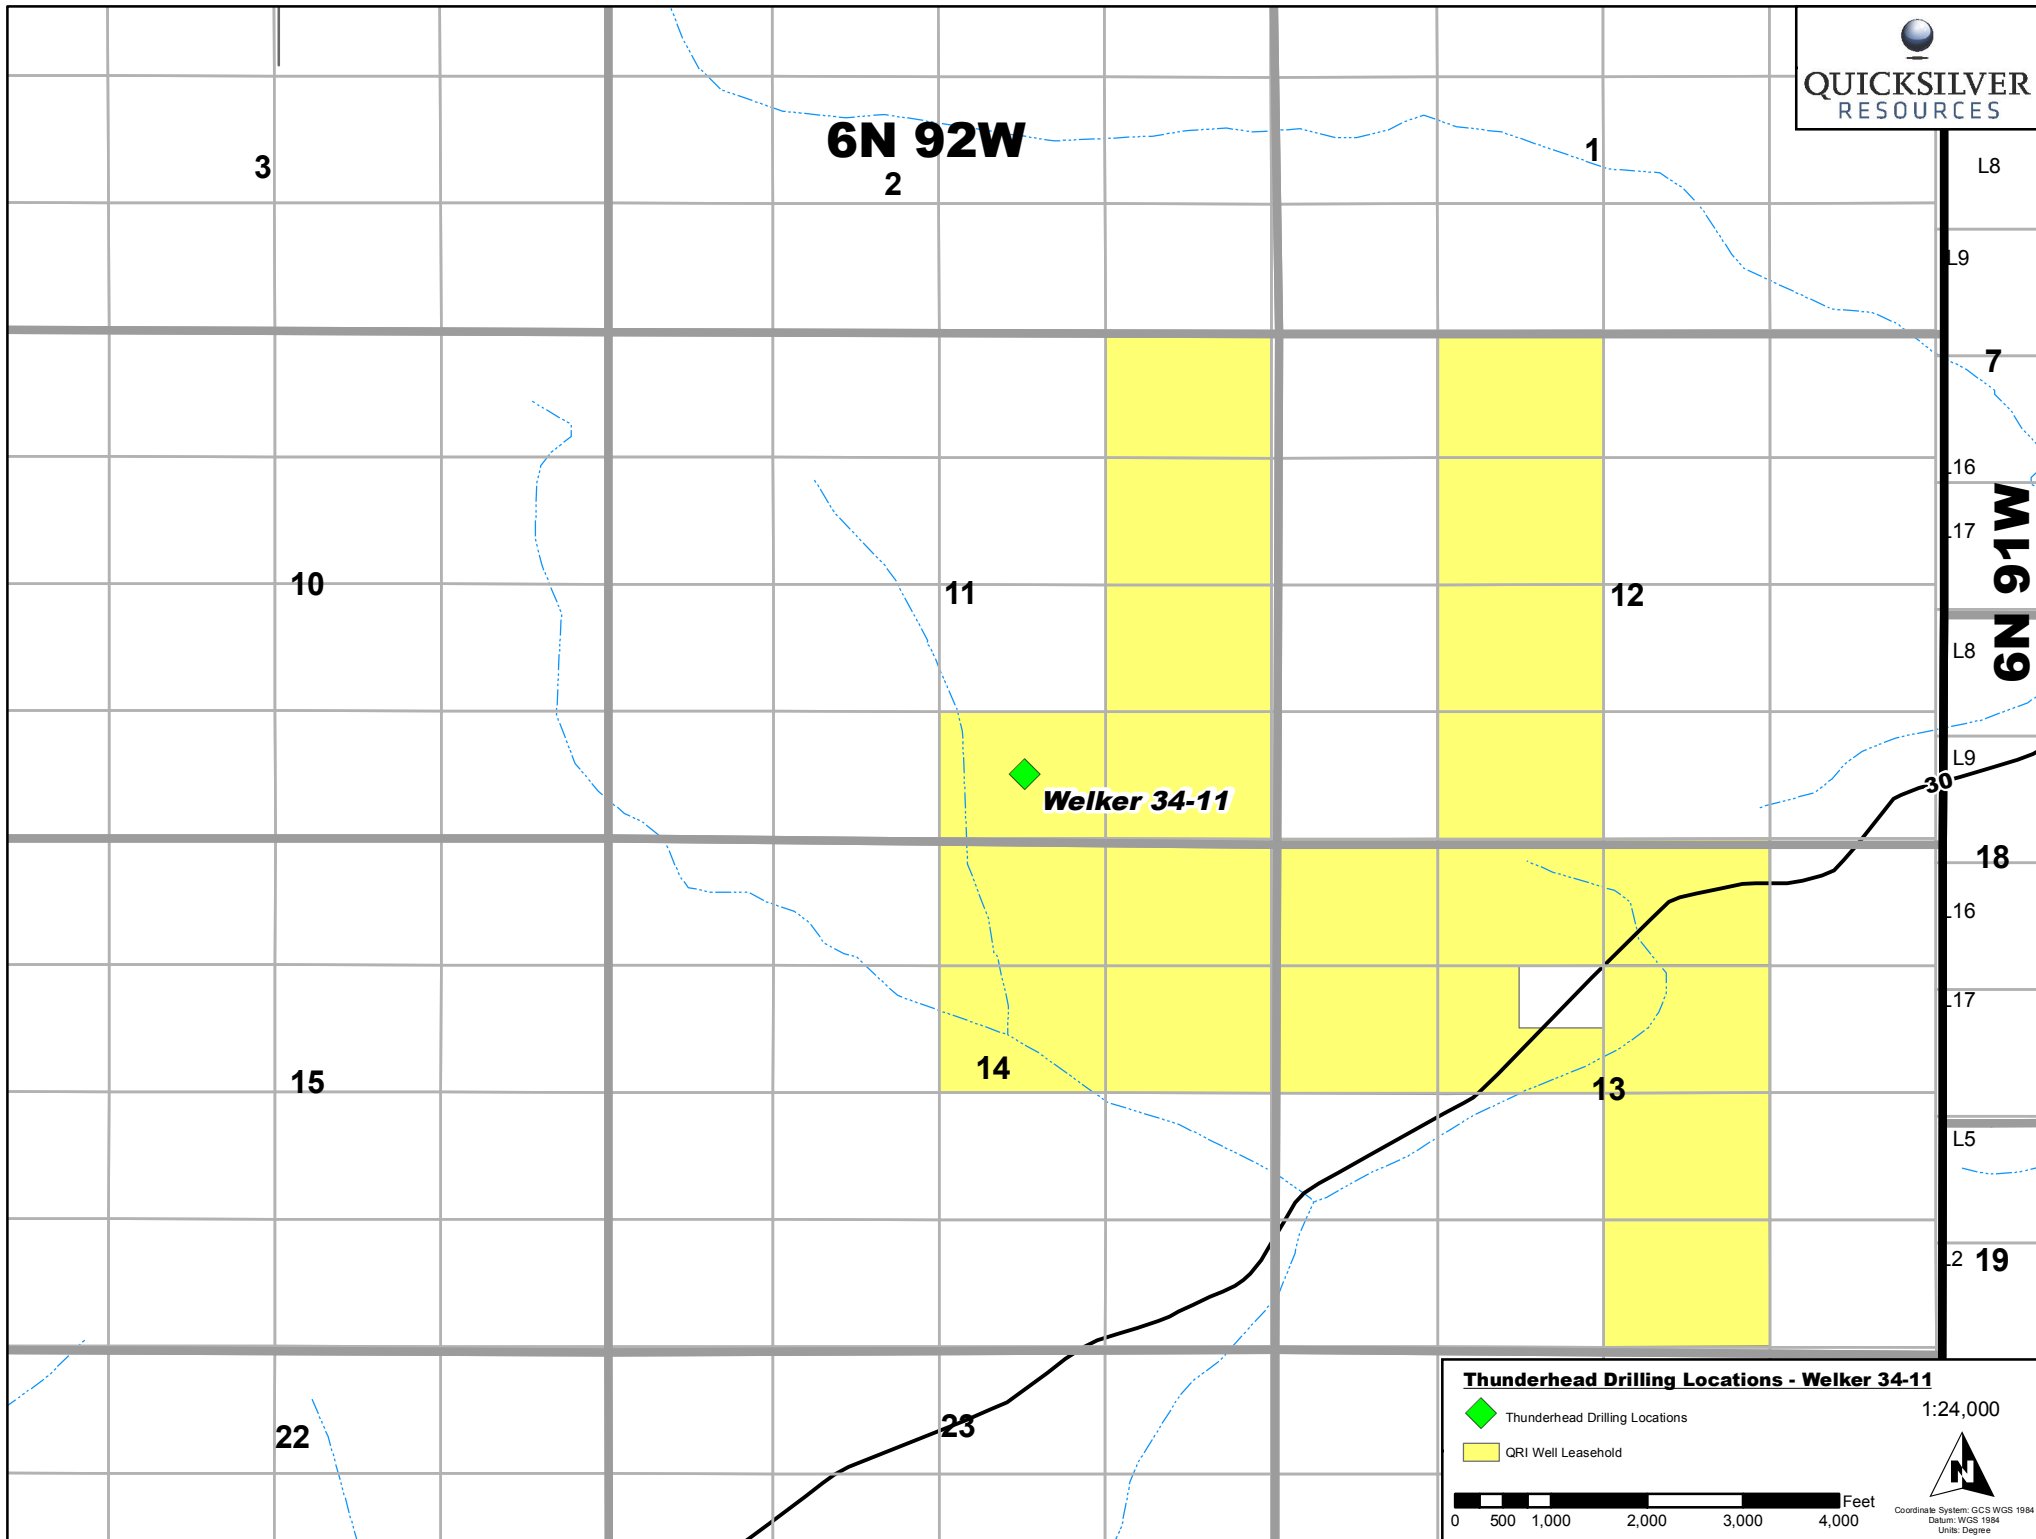 QUICKSILVER
RESOURCES
6N 92W
3
2
1
L8
L9
7
L16
L17
6N 91W
10
11
12
L8
L9
30
Welker 34-11
18
L16
L17
14
15
13
L5
L2
19
22
23
Thunderhead Drilling Locations - Welker 34-11
1:24,000
Thunderhead Drilling Locations
QRI Well Leasehold
N
Feet
0 500 1,000 2,000 3,000 4,000
Coordinate System: GCS WGS 1984
Datum: WGS 1984
Units: Degree